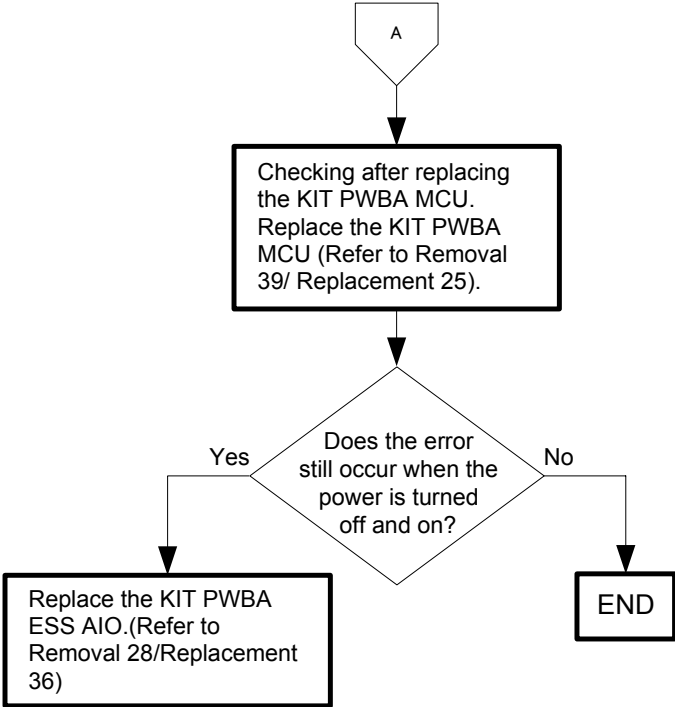 A
Checking after replacing
the KIT PWBA MCU.
Replace the KIT PWBA
MCU (Refer to Removal
39/ Replacement 25).
Does the error
still occur when the
power is turned
off and on?
Yes
No
Replace the KIT PWBA
ESS AIO.(Refer to
Removal 28/Replacement
36)
END